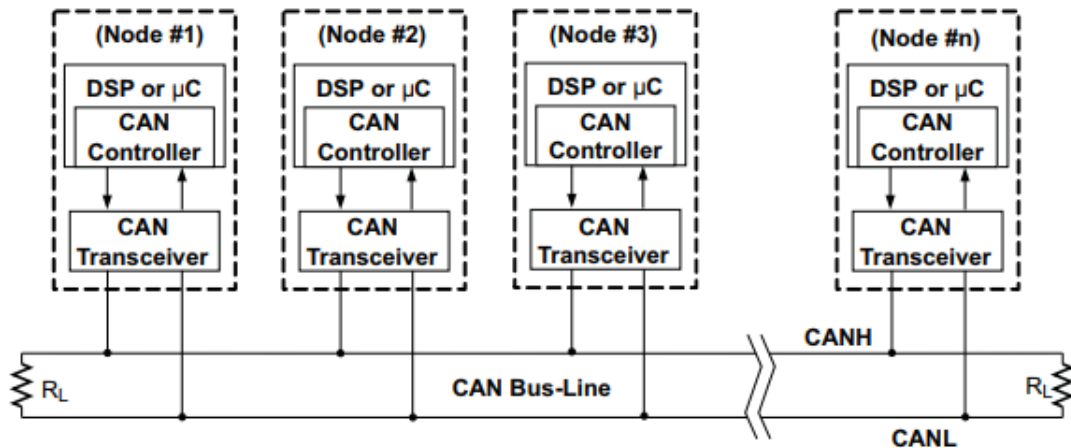 (Node #1)
DSP or µC
CAN
Controller
CAN
Transceiver
(Node #2)
DSP or µC
CAN
Controller
CAN
Transceiver
(Node #3)
DSP or µC
CAN
Controller
CAN
Transceiver
(Node #n)
DSP or µC
CAN
Controller
CAN
Transceiver
CANH
RL
CAN Bus-Line
RL
CANL